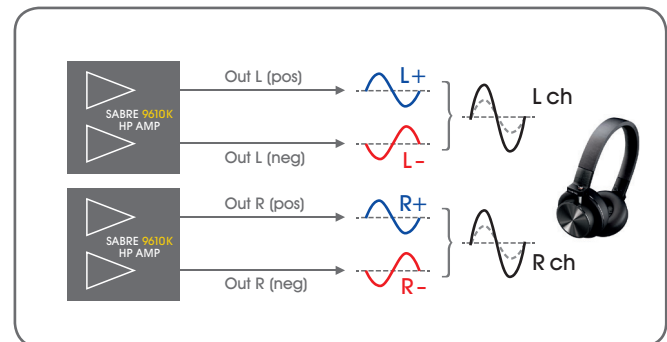 Out L (pos)
L+
SABRE 9610K
HP AMP
L ch
Out L (neg)
L–
Out R (pos)
R+
SABRE 9610K
HP AMP
R ch
Out R (neg)
R–